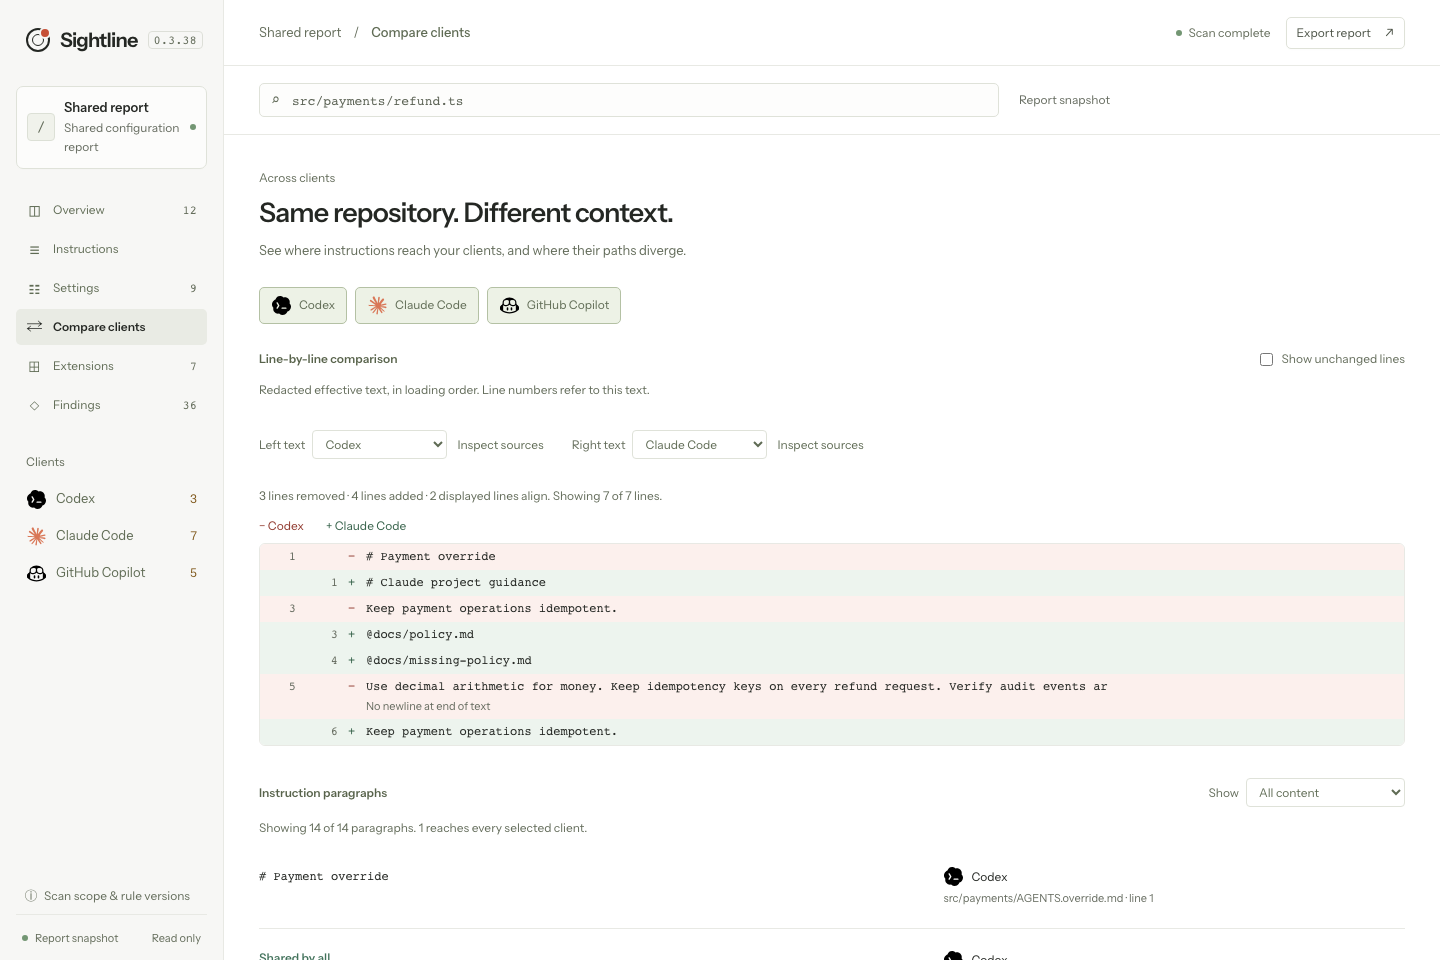 Sightline 0.3.38
Shared report
/
Shared configuration
report
Overview 12
Instructions
Settings 9
Compare clients
Extensions 7
Findings 36
Clients
Codex 3
Claude Code 7
GitHub Copilot 5
Scan scope & rule versions
Report snapshot Read only
Shared report / Compare clients
Scan complete
Export report ↗
src/payments/refund.ts
Report snapshot
Across clients
Same repository. Different context.
See where instructions reach your clients, and where their paths diverge.
Codex Claude Code GitHub Copilot
Line-by-line comparison
Show unchanged lines
Redacted effective text, in loading order. Line numbers refer to this text.
Left text Codex Inspect sources Right text Claude Code Inspect sources
3 lines removed · 4 lines added · 2 displayed lines align. Showing 7 of 7 lines.
− Codex + Claude Code
1 − # Payment override
1 + # Claude project guidance
3 − Keep payment operations idempotent.
3 + @docs/policy.md
4 + @docs/missing-policy.md
5 − Use decimal arithmetic for money. Keep idempotency keys on every refund request. Verify audit events ar
No newline at end of text
6 + Keep payment operations idempotent.
Instruction paragraphs
Show All content
Showing 14 of 14 paragraphs. 1 reaches every selected client.
# Payment override
Codex
src/payments/AGENTS.override.md · line 1
Shared by all
Codex